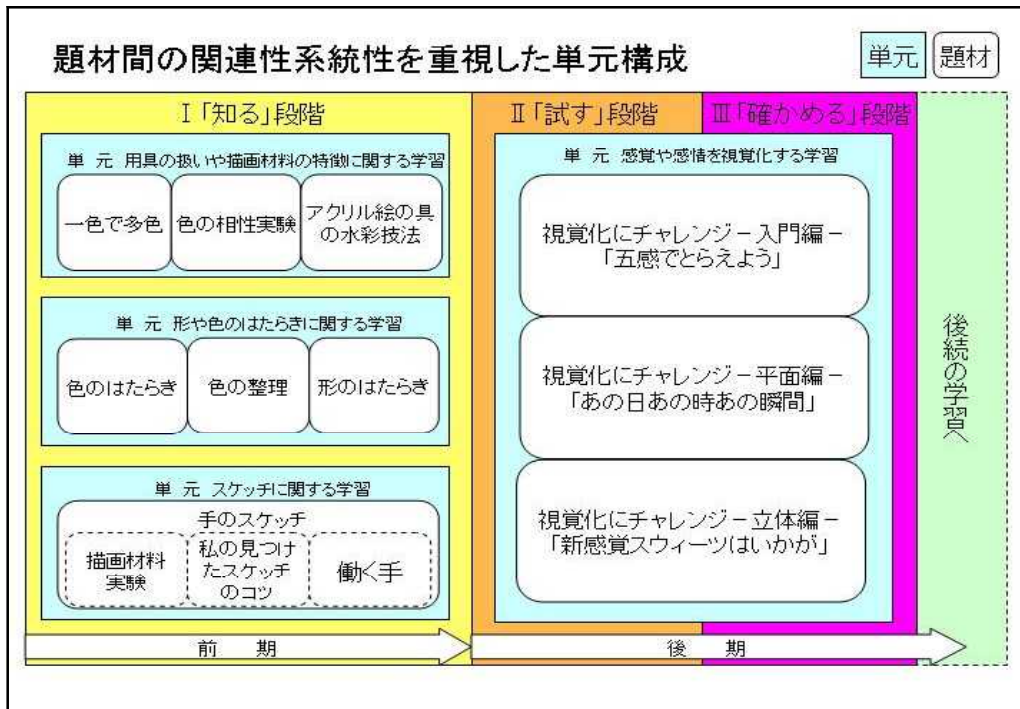 題材間の関連性系統性を重視した単元構成
単元
題材
Ⅰ「知る」段階
単 元 用具の扱いや描画材料の特徴に関する学習
一色で多色
色の相性実験
アクリル絵の具
の水彩技法
単 元 形や色のはたらきに関する学習
色のはたらき
色の整理
形のはたらき
単 元 スケッチに関する学習
手のスケッチ
描画材料
実験
私の見つけ
たスケッチ
のコツ
働く手
前 期
Ⅱ「試す」段階
Ⅲ「確かめる」段階
単 元 感覚や感情を視覚化する学習
視覚化にチャレンジ－入門編－
「五感でとらえよう」
視覚化にチャレンジ－平面編－
「あの日あの時あの瞬間」
視覚化にチャレンジ－立体編－
「新感覚スウィーツはいかが」
後 期
後続の学習へ